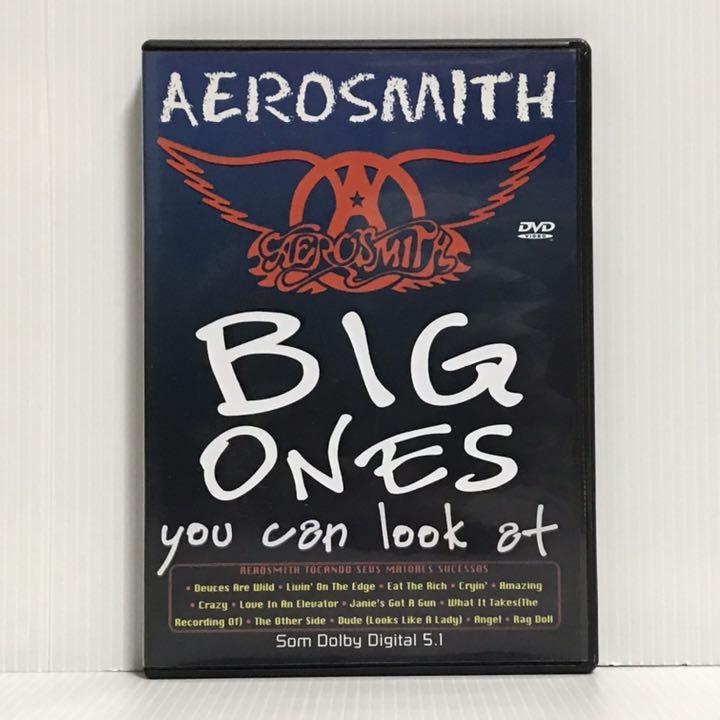 AEROSMITH
A
AEROSMITH
DVD
VIDEO
BIG
ONES
you can look at
AEROSMITH TOCANDO SEUS MAIORES SUCESSOS
• Deuces Are Wild • Livin' On The Edge • Eat The Rich • Cryin' • Amazing
• Crazy • Love In An Elevator • Janie's Got A Gun • What It Takes(The
Recording Of) • The Other Side • Dude (Looks Like A Lady) • Angel • Rag Doll
Som Dolby Digital 5.1